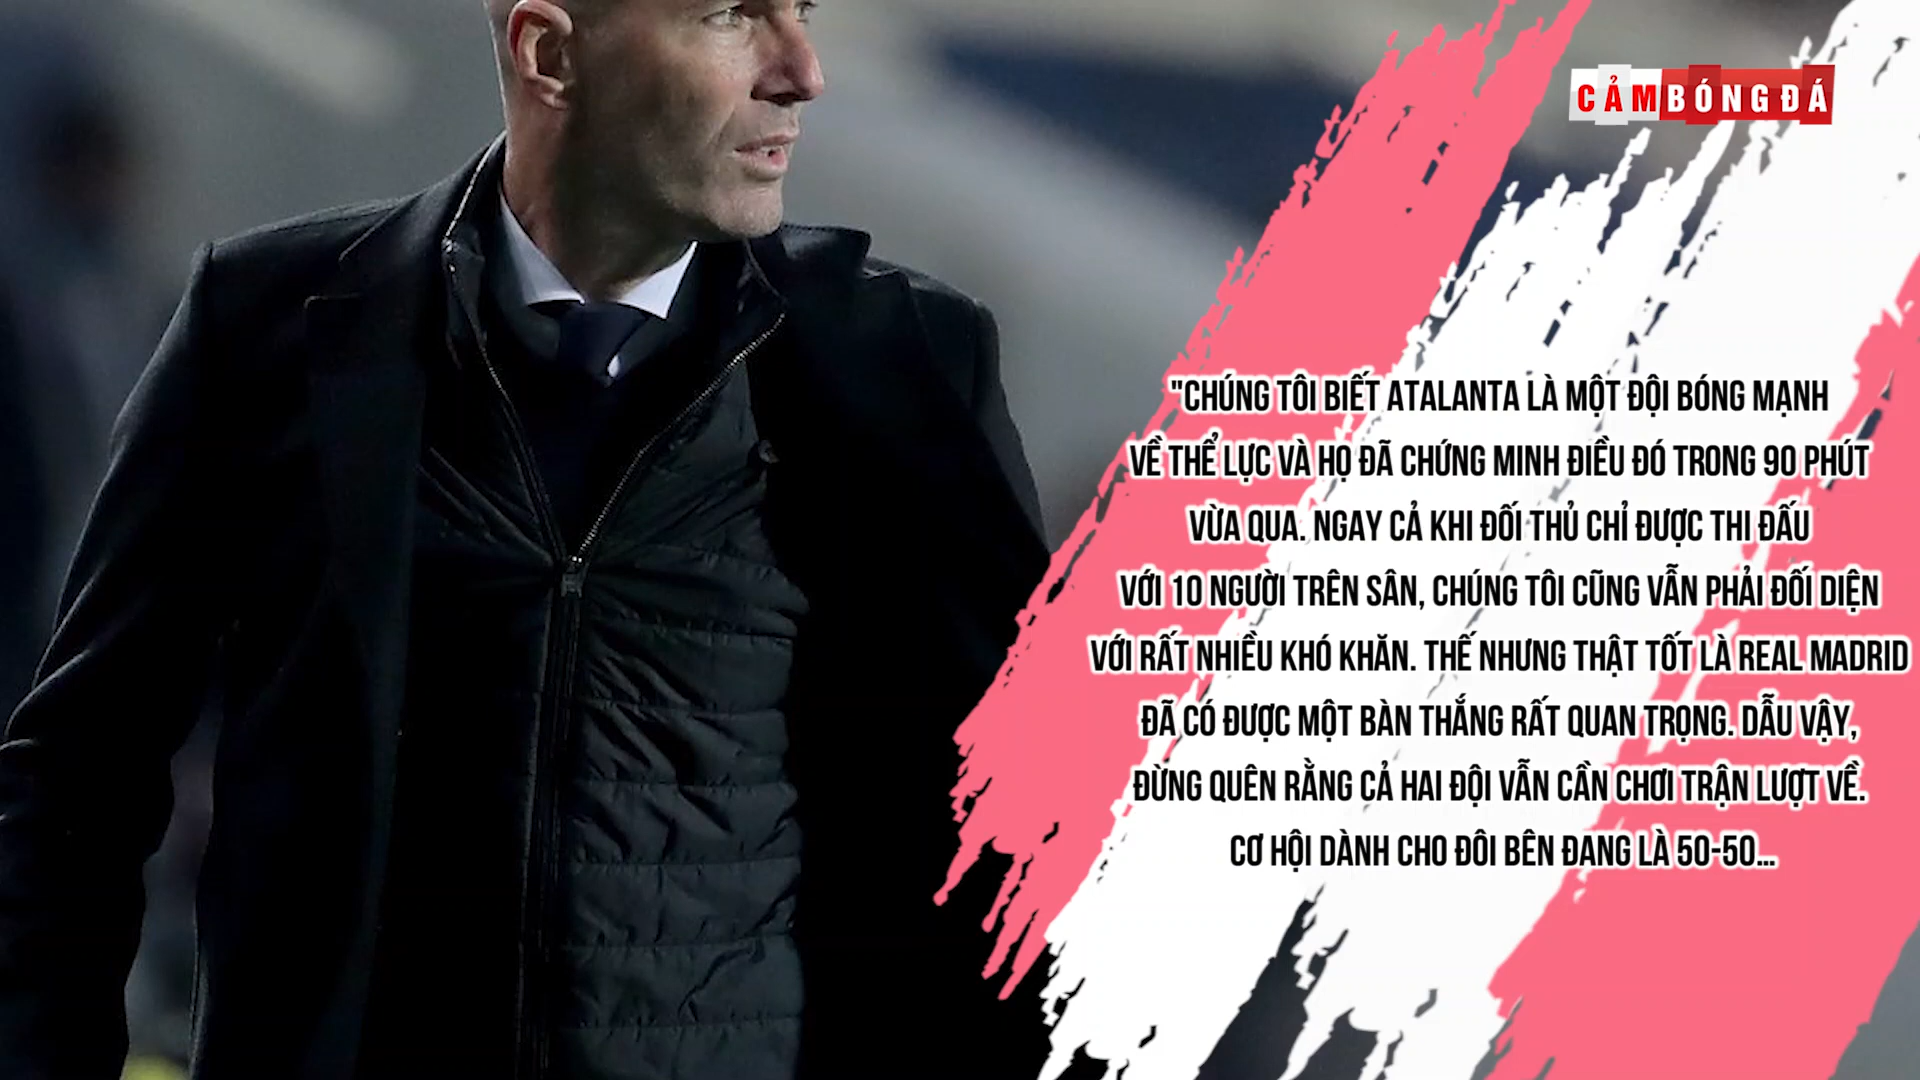 CẢMBÓNGĐÁ
"CHÚNG TÔI BIẾT ATALANTA LÀ MỘT ĐỘI BÓNG MẠNH
VỀ THỂ LỰC VÀ HỌ ĐÃ CHỨNG MINH ĐIỀU ĐÓ TRONG 90 PHÚT
VỪA QUA. NGAY CẢ KHI ĐỐI THỦ CHỈ ĐƯỢC THI ĐẤU
VỚI 10 NGƯỜI TRÊN SÂN, CHÚNG TÔI CŨNG VẪN PHẢI ĐỐI DIỆN
VỚI RẤT NHIỀU KHÓ KHĂN. THẾ NHƯNG THẬT TỐT LÀ REAL MADRID
ĐÃ CÓ ĐƯỢC MỘT BÀN THẮNG RẤT QUAN TRỌNG. DẪU VẬY,
ĐỪNG QUÊN RẰNG CẢ HAI ĐỘI VẪN CẦN CHƠI TRẬN LƯỢT VỀ.
CƠ HỘI DÀNH CHO ĐÔI BÊN ĐANG LÀ 50-50...